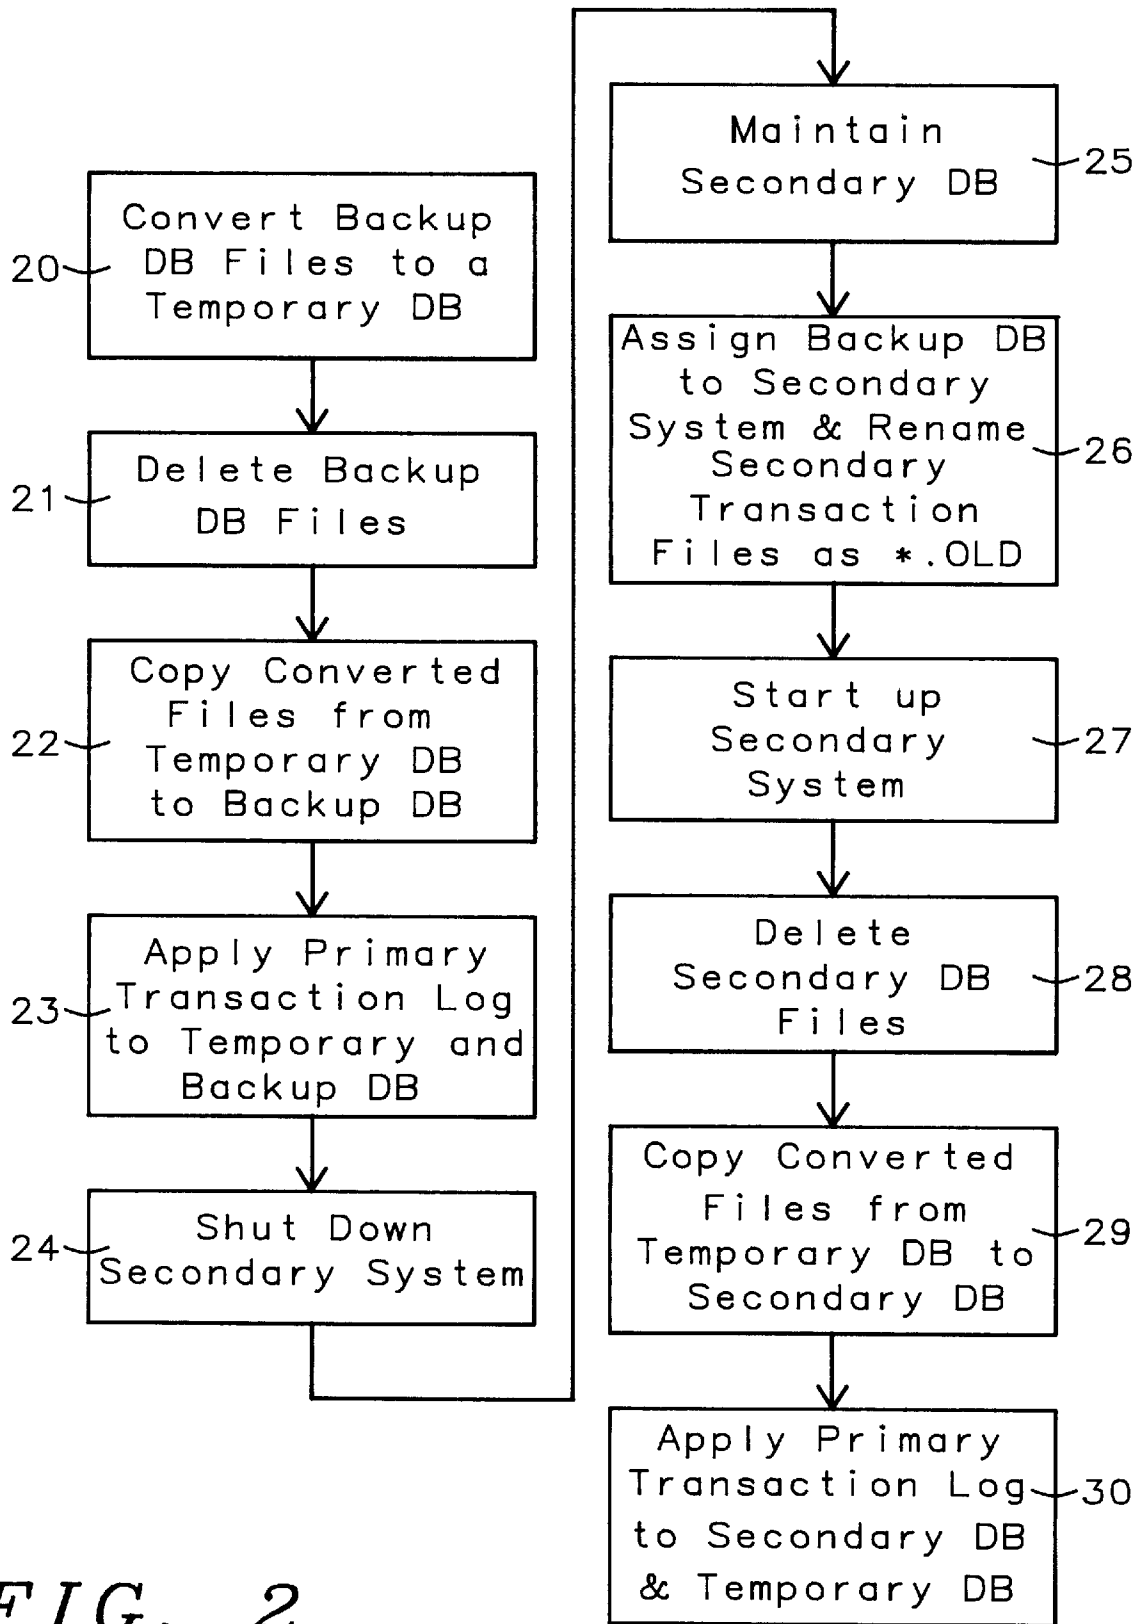 20
Convert Backup
DB Files to a
Temporary DB
21
Delete Backup
DB Files
22
Copy Converted
Files from
Temporary DB
to Backup DB
23
Apply Primary
Transaction Log
to Temporary and
Backup DB
24
Shut Down
Secondary System
Maintain
Secondary DB
25
Assign Backup DB
to Secondary
System & Rename
Secondary
Transaction
Files as *.OLD
26
Start up
Secondary
System
27
Delete
Secondary DB
Files
28
Copy Converted
Files from
Temporary DB to
Secondary DB
29
Apply Primary
Transaction Log
to Secondary DB
& Temporary DB
30
FIG. 2